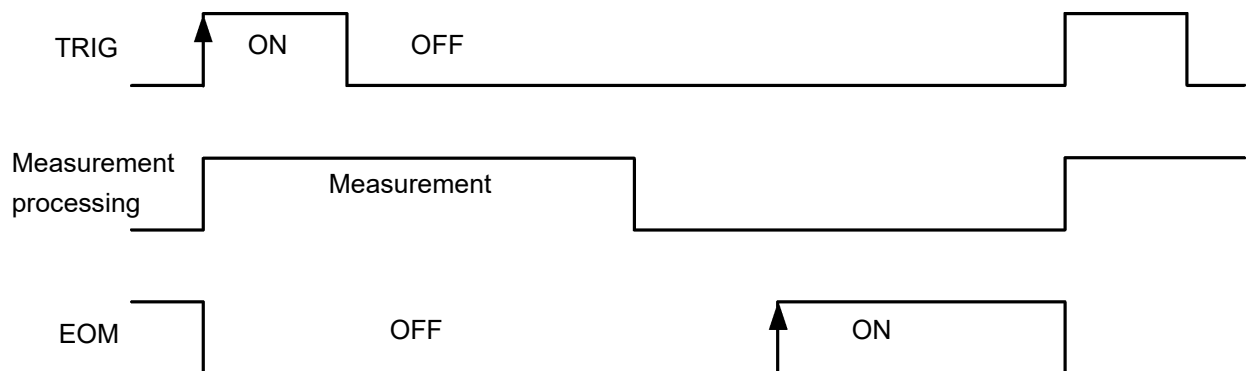 TRIG
ON
OFF
Measurement
processing
Measurement
EOM
OFF
ON